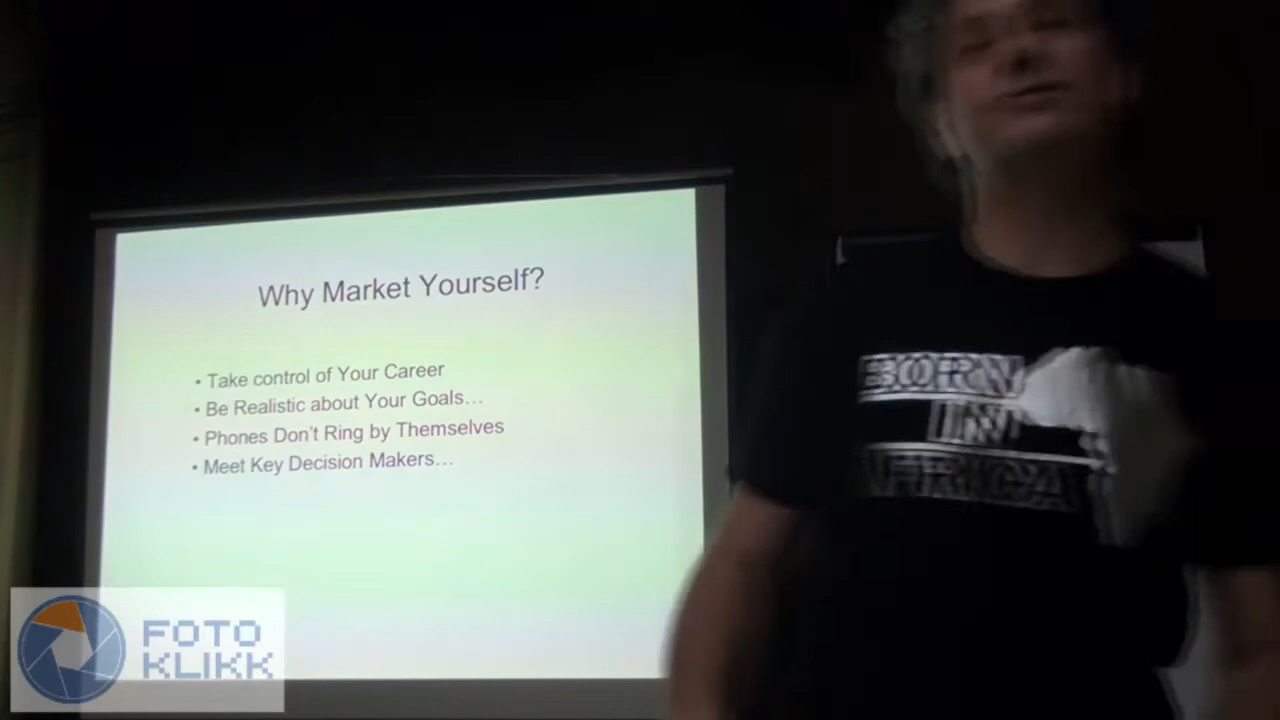 Why Market Yourself?
• Take control of Your Career
• Be Realistic about Your Goals…
• Phones Don't Ring by Themselves
• Meet Key Decision Makers…
BORN
IN
AFRICA
FOTO
KLIKK